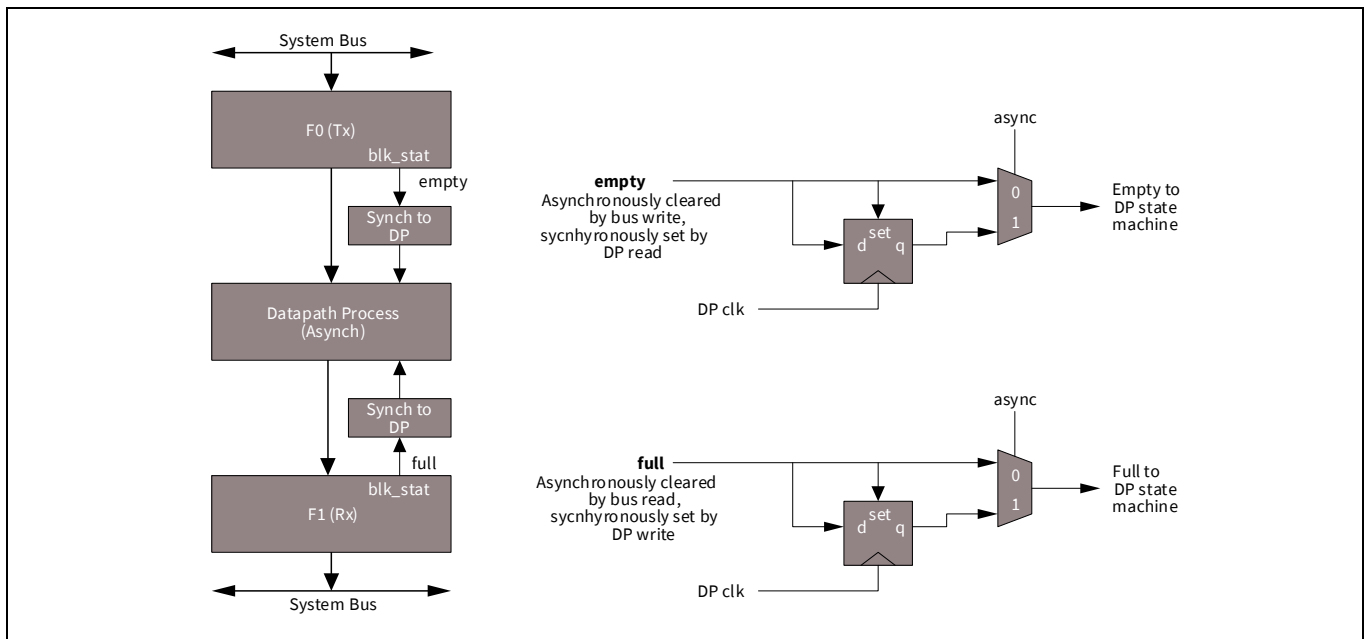 System Bus
F0 (Tx)
blk_stat
empty
Synch to
DP
Datapath Process
(Asynch)
Synch to
DP
full
blk_stat
F1 (Rx)
System Bus
async
empty
Asynchronously cleared
by bus write,
sycnhyronously set by
DP read
0
1
set
d
q
DP clk
Empty to
DP state
machine
async
full
Asynchronously cleared
by bus read,
sycnhyronously set by
DP write
0
1
set
d
q
DP clk
Full to
DP state
machine